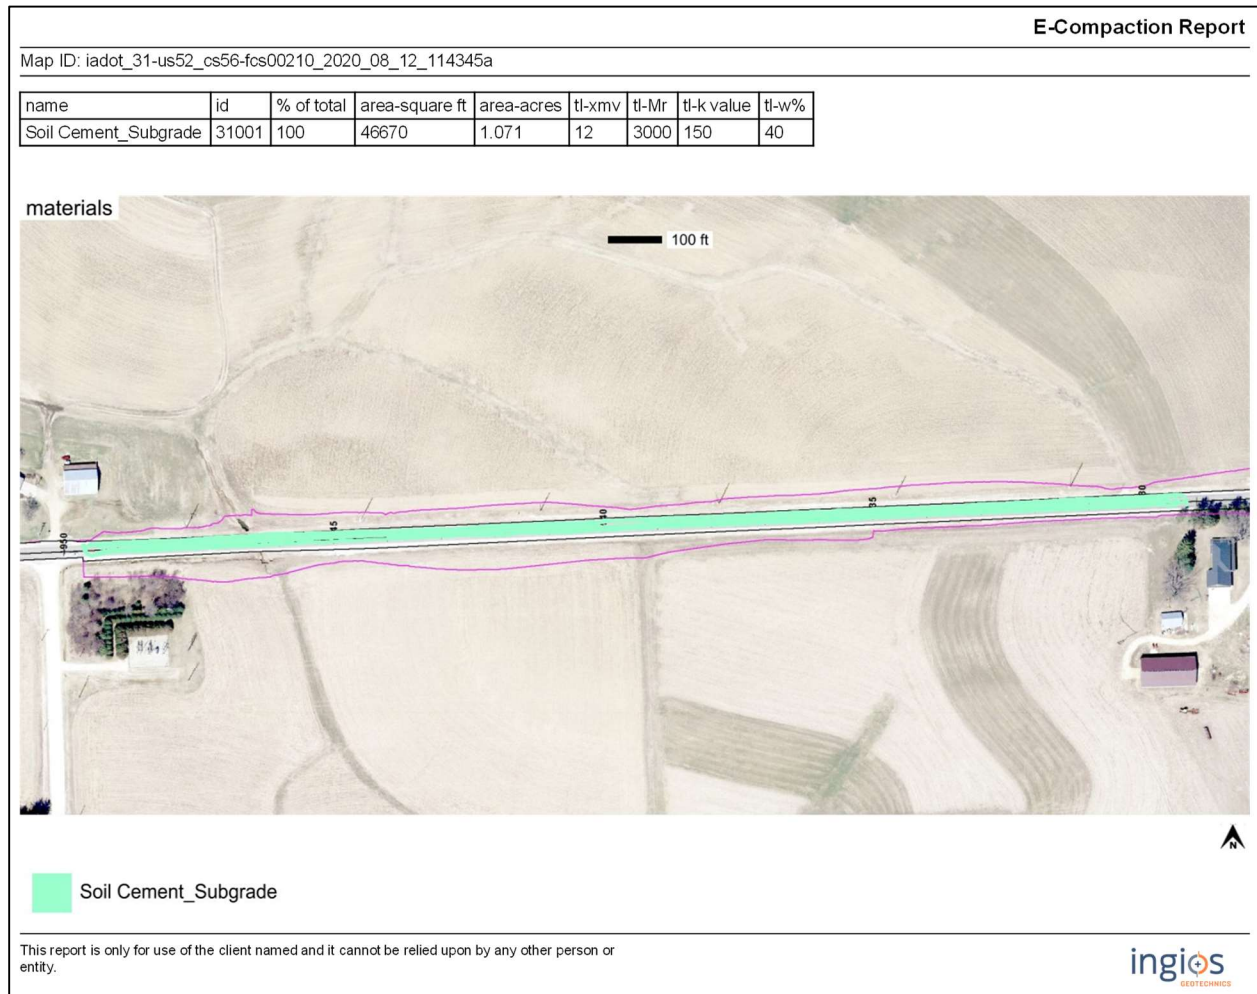 E-Compaction Report
Map ID: iadot_31-us52_cs56-fcs00210_2020_08_12_114345a
name id % of total area-square ft area-acres tl-xmv tl-Mr tl-k value tl-w%
Soil Cement_Subgrade 31001 100 46670 1.071 12 3000 150 40
materials
100 ft
950
45
40
35
30
N
Soil Cement_Subgrade
This report is only for use of the client named and it cannot be relied upon by any other person or
entity.
ingios
GEOTECHNICS